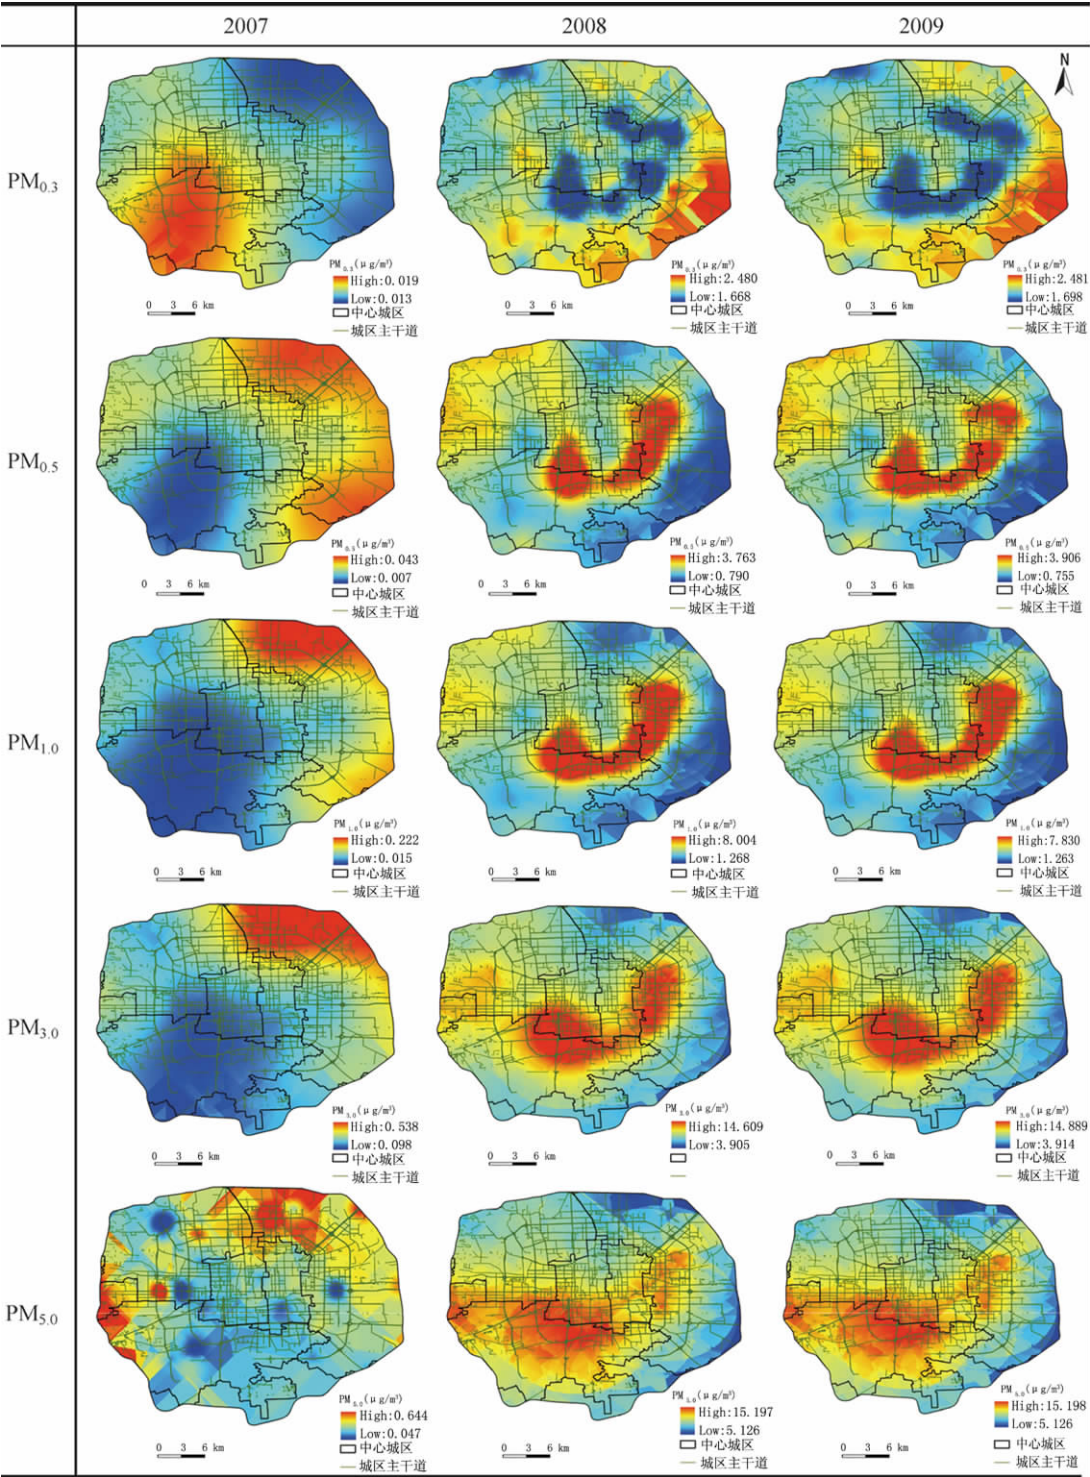 2007 2008 2009
N
PM0.3
PM0.3(μg/m³) PM0.3(μg/m³) PM0.3(μg/m³)
High:0.019 High:2.480 High:2.481
Low:0.013 Low:1.668 Low:1.698
0 3 6 km 0 3 6 km 0 3 6 km
中心城区 中心城区 中心城区
城区主干道 城区主干道 城区主干道
PM0.5
PM0.5(μg/m³) PM0.5(μg/m³) PM0.5(μg/m³)
High:0.043 High:3.763 High:3.906
Low:0.007 Low:0.790 Low:0.755
0 3 6 km 0 3 6 km 0 3 6 km
中心城区 中心城区 中心城区
城区主干道 城区主干道 城区主干道
PM1.0
PM1.0(μg/m³) PM1.0(μg/m³) PM1.0(μg/m³)
High:0.222 High:8.004 High:7.830
Low:0.015 Low:1.268 Low:1.263
0 3 6 km 0 3 6 km 0 3 6 km
中心城区 中心城区 中心城区
城区主干道 城区主干道 城区主干道
PM3.0
PM3.0(μg/m³) PM3.0(μg/m³) PM3.0(μg/m³)
High:0.538 High:14.609 High:14.889
Low:0.098 Low:3.905 Low:3.914
0 3 6 km 0 3 6 km 0 3 6 km
中心城区 中心城区
城区主干道 城区主干道
PM5.0
PM5.0(μg/m³) PM5.0(μg/m³) PM5.0(μg/m³)
High:0.644 High:15.197 High:15.198
Low:0.047 Low:5.126 Low:5.126
0 3 6 km 0 3 6 km 0 3 6 km
中心城区 中心城区 中心城区
城区主干道 城区主干道 城区主干道